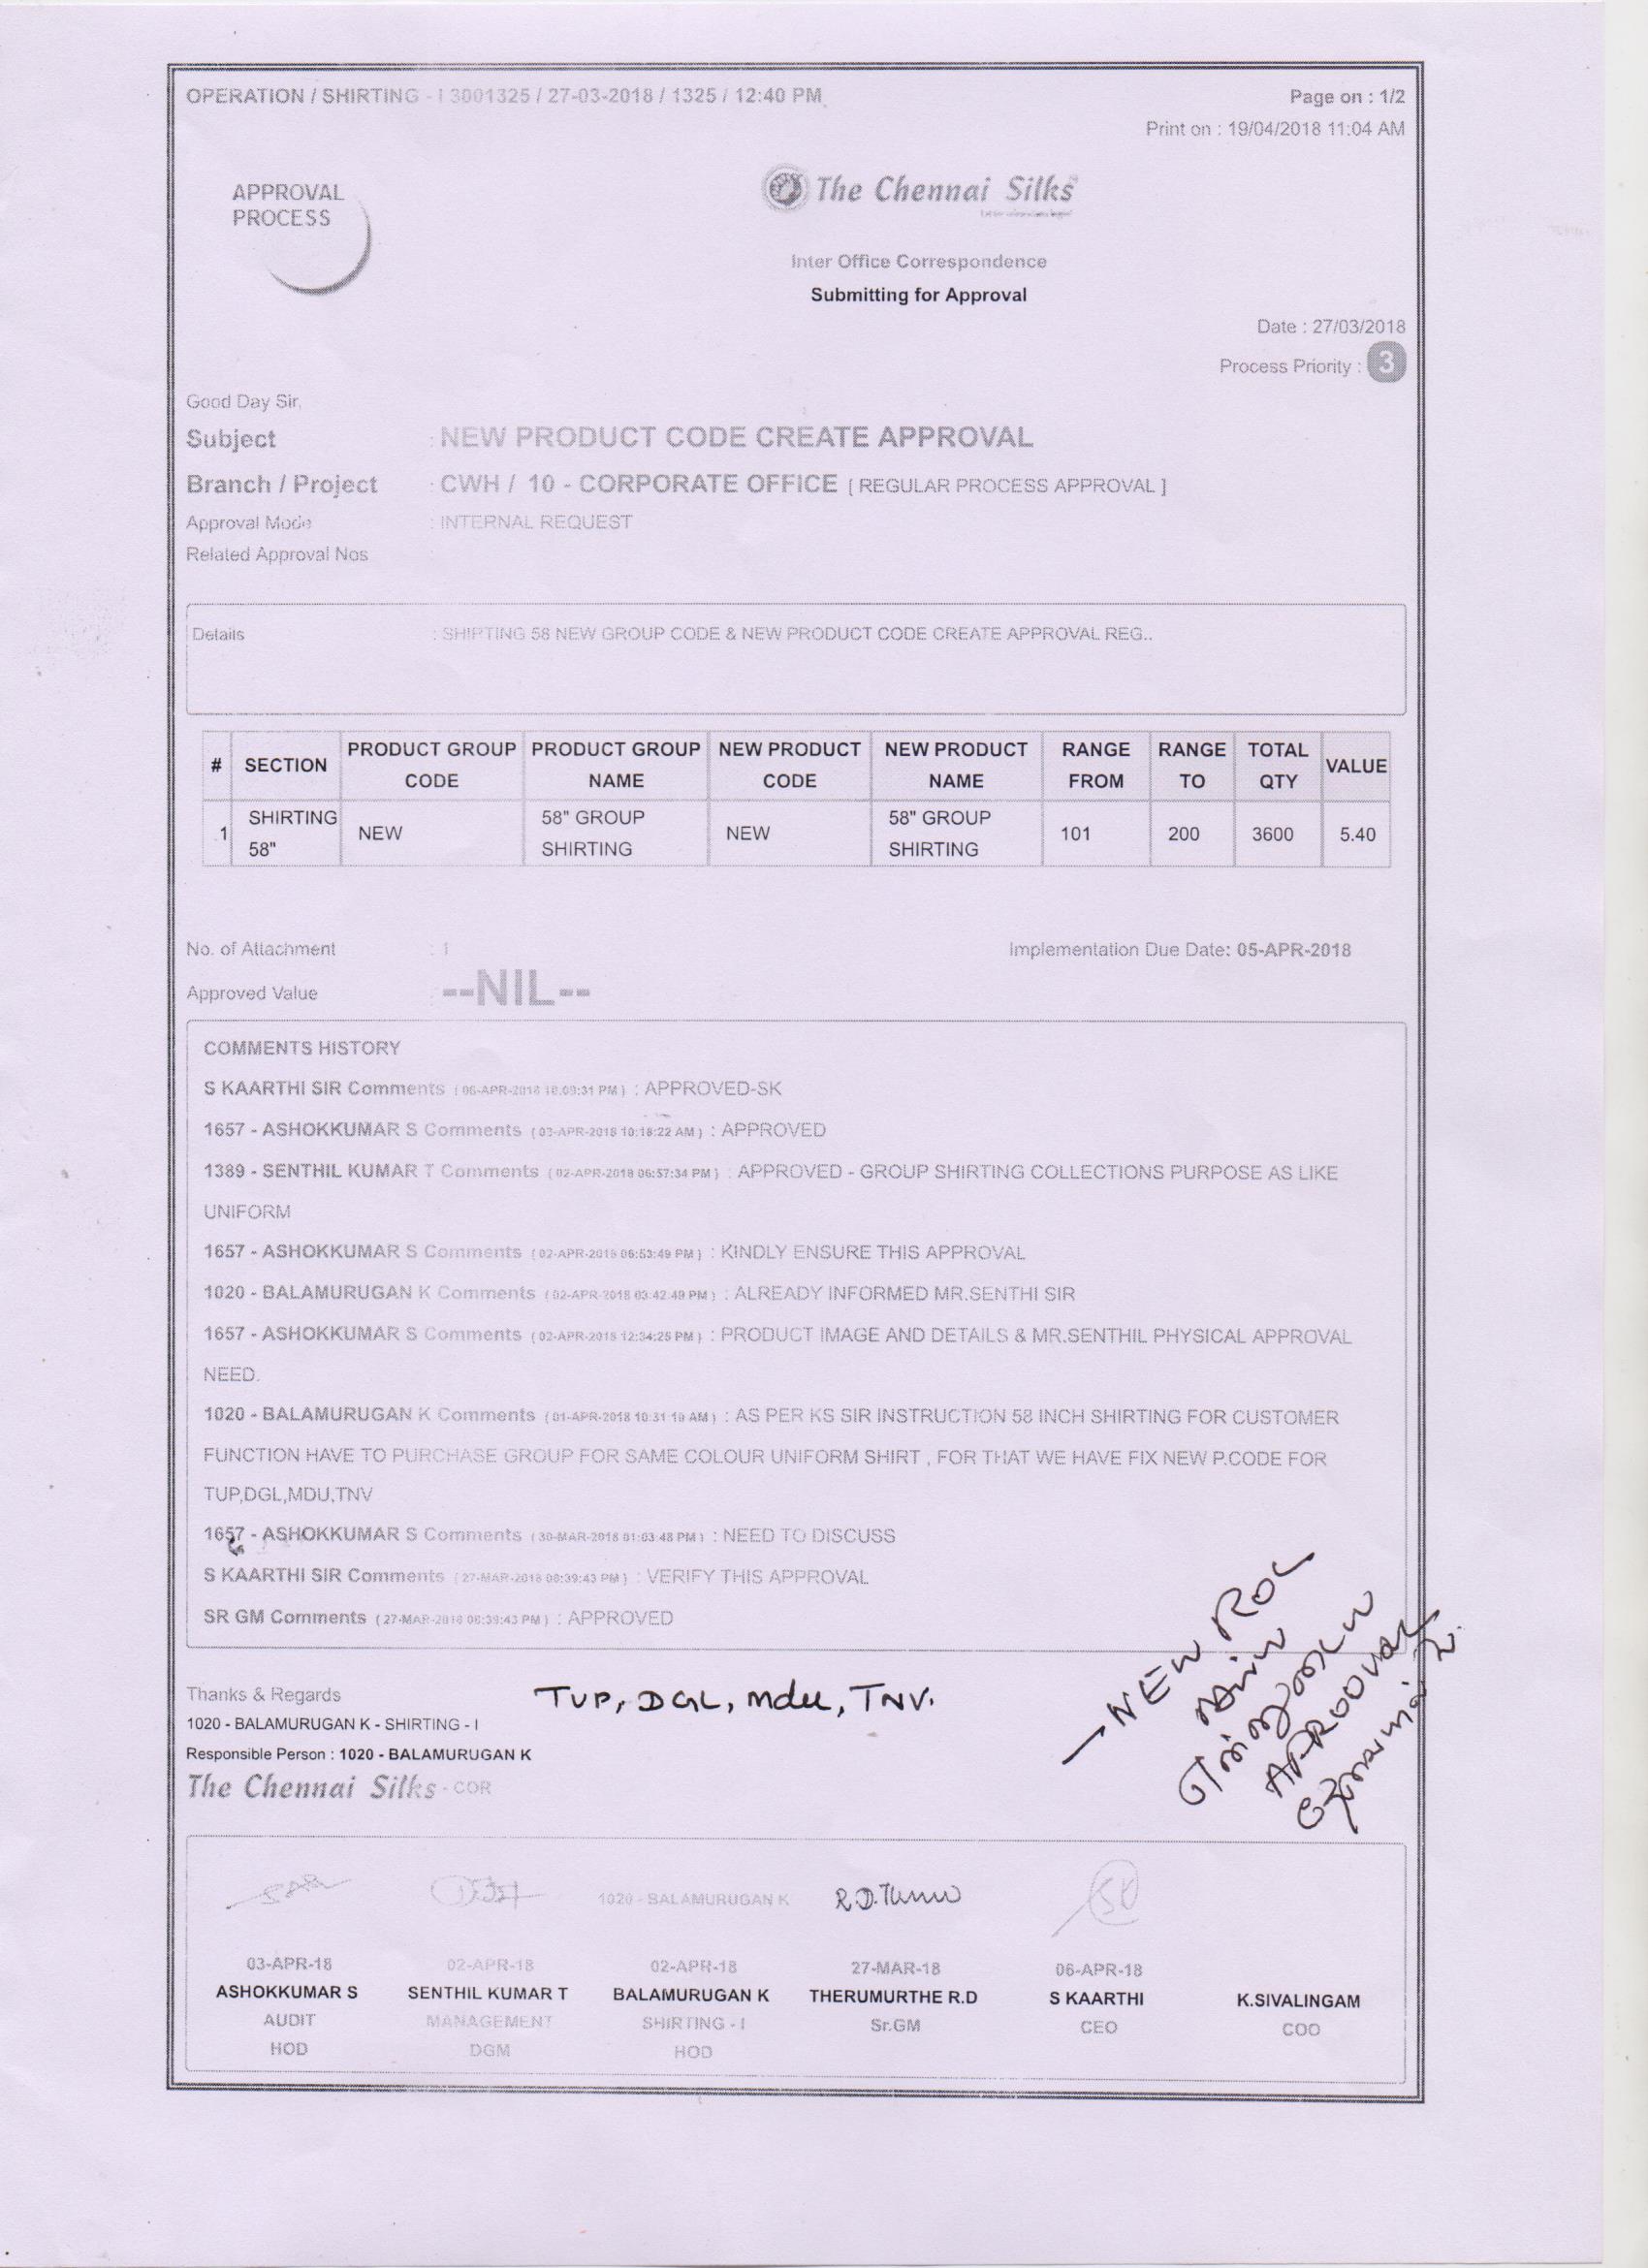 OPERATION / SHIRTING - I 3001325 / 27-03-2018 / 1325 / 12:40 PM
Page on : 1/2
Print on : 19/04/2018 11:04 AM
APPROVAL
PROCESS
The Chennai Silks
Inter Office Correspondence
Submitting for Approval
Date : 27/03/2018
Process Priority : 3
Good Day Sir,
Subject : NEW PRODUCT CODE CREATE APPROVAL
Branch / Project : CWH / 10 - CORPORATE OFFICE [ REGULAR PROCESS APPROVAL ]
Approval Mode : INTERNAL REQUEST
Related Approval Nos
Details : SHIRTING 58 NEW GROUP CODE & NEW PRODUCT CODE CREATE APPROVAL REG..
# SECTION PRODUCT GROUP CODE PRODUCT GROUP NAME NEW PRODUCT CODE NEW PRODUCT NAME RANGE FROM RANGE TO TOTAL QTY VALUE
1 SHIRTING 58" NEW 58" GROUP SHIRTING NEW 58" GROUP SHIRTING 101 200 3600 5.40
No. of Attachment : 1
Implementation Due Date: 05-APR-2018
Approved Value : --NIL--
COMMENTS HISTORY
S KAARTHI SIR Comments ( 06-APR-2018 10:09:31 PM ) : APPROVED-SK
1657 - ASHOKKUMAR S Comments ( 03-APR-2018 10:18:22 AM ) : APPROVED
1389 - SENTHIL KUMAR T Comments ( 02-APR-2018 06:57:34 PM ) : APPROVED - GROUP SHIRTING COLLECTIONS PURPOSE AS LIKE
UNIFORM
1657 - ASHOKKUMAR S Comments ( 02-APR-2018 06:53:49 PM ) : KINDLY ENSURE THIS APPROVAL
1020 - BALAMURUGAN K Comments ( 02-APR-2018 03:42:49 PM ) : ALREADY INFORMED MR.SENTHI SIR
1657 - ASHOKKUMAR S Comments ( 02-APR-2018 12:34:25 PM ) : PRODUCT IMAGE AND DETAILS & MR.SENTHIL PHYSICAL APPROVAL
NEED.
1020 - BALAMURUGAN K Comments ( 01-APR-2018 10:31:19 AM ) : AS PER KS SIR INSTRUCTION 58 INCH SHIRTING FOR CUSTOMER
FUNCTION HAVE TO PURCHASE GROUP FOR SAME COLOUR UNIFORM SHIRT , FOR THAT WE HAVE FIX NEW P.CODE FOR
TUP,DGL,MDU,TNV
1657 - ASHOKKUMAR S Comments ( 30-MAR-2018 01:03:48 PM ) : NEED TO DISCUSS
S KAARTHI SIR Comments ( 27-MAR-2018 08:39:43 PM ) : VERIFY THIS APPROVAL
SR GM Comments ( 27-MAR-2018 08:39:43 PM ) : APPROVED
Thanks & Regards
TUP, DGL, Mdu, TNV.
1020 - BALAMURUGAN K - SHIRTING - I
Responsible Person : 1020 - BALAMURUGAN K
The Chennai Silks - COR
- NEW ROL
APROOVAL
1020 - BALAMURUGAN K
03-APR-18 02-APR-18 02-APR-18 27-MAR-18 06-APR-18
ASHOKKUMAR S SENTHIL KUMAR T BALAMURUGAN K THERUMURTHE R.D S KAARTHI K.SIVALINGAM
AUDIT MANAGEMENT SHIRTING - I Sr.GM CEO COO
HOD DGM HOD